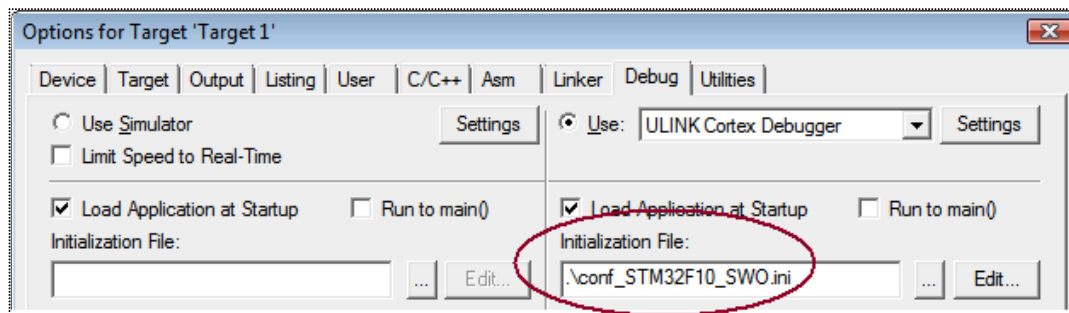 Options for Target 'Target 1'
Device Target Output Listing User C/C++ Asm Linker Debug Utilities
Use Simulator Settings Use: ULINK Cortex Debugger Settings
Limit Speed to Real-Time
Load Application at Startup Run to main() Load Application at Startup Run to main()
Initialization File: Initialization File:
... Edit... .\conf_STM32F10_SWO.ini ... Edit...